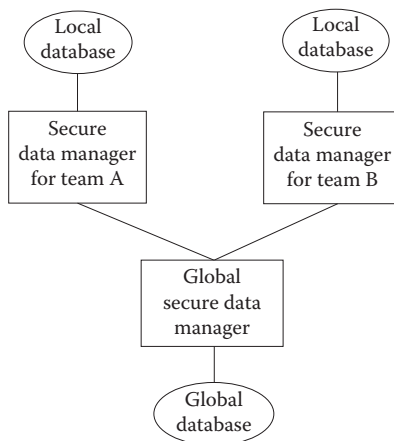 Local
database
Local
database
Secure
data manager
for team A
Secure
data manager
for team B
Global
secure data
manager
Global
database